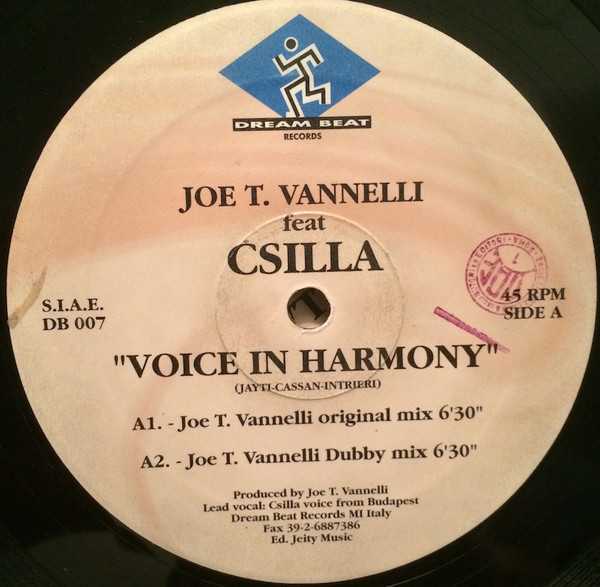 DREAM BEAT
RECORDS
JOE T. VANNELLI
feat
CSILLA
S.I.A.E.
DB 007
45 RPM
SIDE A
"VOICE IN HARMONY"
(JAYTI-CASSAN-INTRIERI)
A1. - Joe T. Vannelli original mix 6'30"
A2. - Joe T. Vannelli Dubby mix 6'30"
Produced by Joe T. Vannelli
Lead vocal: Csilla voice from Budapest
Dream Beat Records MI Italy
Fax 39-2-6887386
Ed. Jeity Music